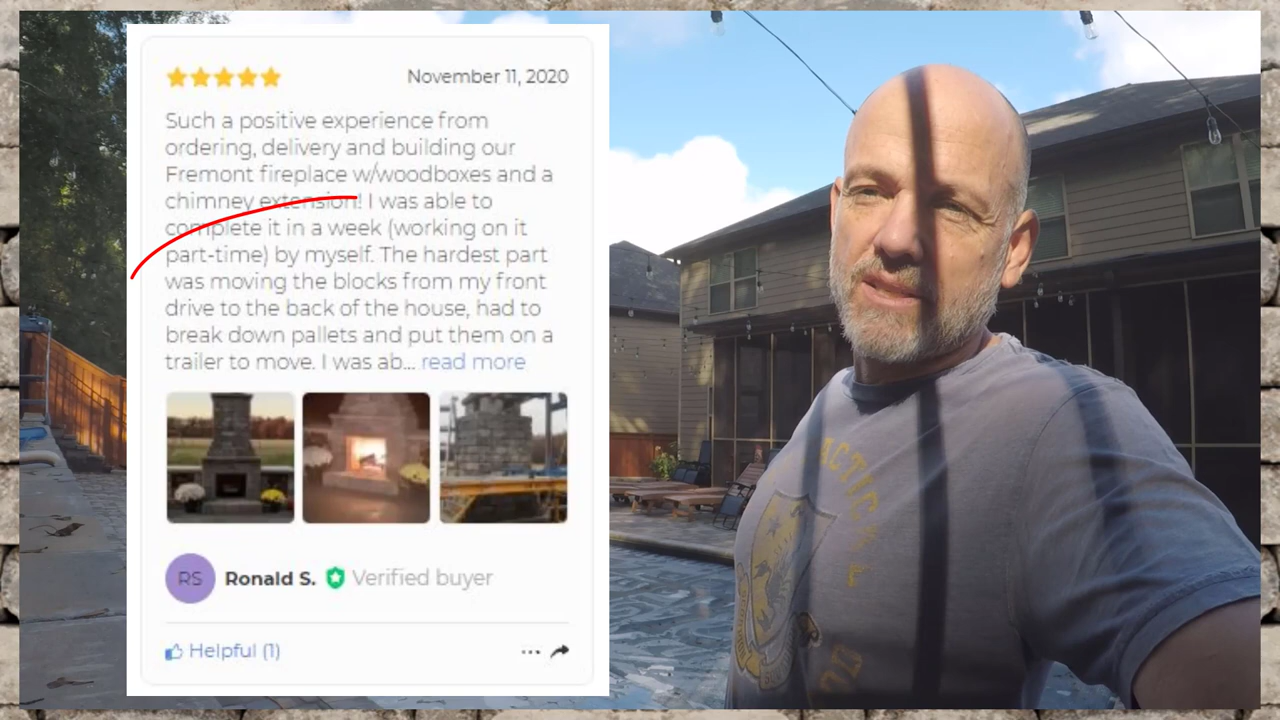 November 11, 2020
Such a positive experience from
ordering, delivery and building our
Fremont fireplace w/woodboxes and a
chimney extension! I was able to
complete it in a week (working on it
part-time) by myself. The hardest part
was moving the blocks from my front
drive to the back of the house, had to
break down pallets and put them on a
trailer to move. I was ab... read more
RS Ronald S. Verified buyer
Helpful (1)